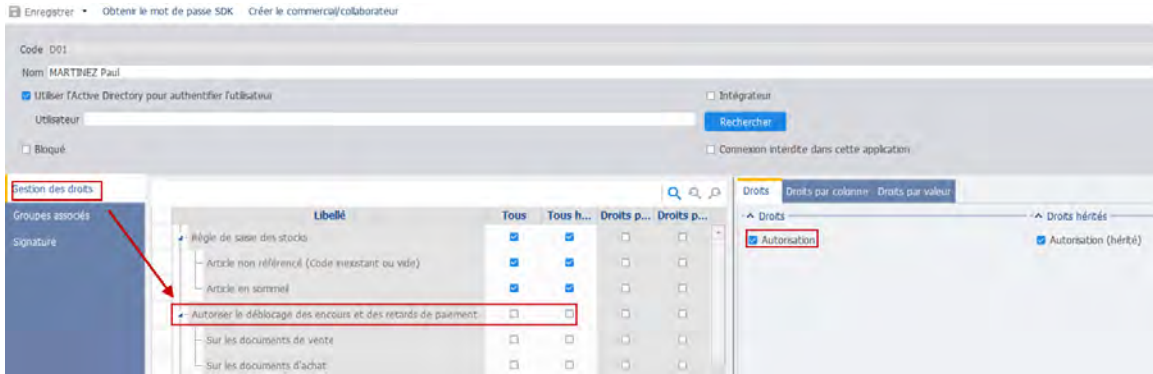 Enregistrer Obtenir le mot de passe SDK Créer le commercial/collaborateur
Code D01
Nom MARTINEZ Paul
Utiliser l'Active Directory pour authentifier l'utilisateur
Intégrateur
Utilisateur
Rechercher
Bloqué
Connexion interdite dans cette application
Gestion des droits
Groupes associés
Signature
Libellé Tous Tous h... Droits p... Droits p...
Règle de saisie des stocks
Article non référencé (Code inexistant ou vide)
Article en sommeil
Autoriser le déblocage des encours et des retards de paiement
Sur les documents de vente
Sur les documents d'achat
Droits Droits par colonne Droits par valeur
Droits Droits hérités
Autorisation Autorisation (hérité)